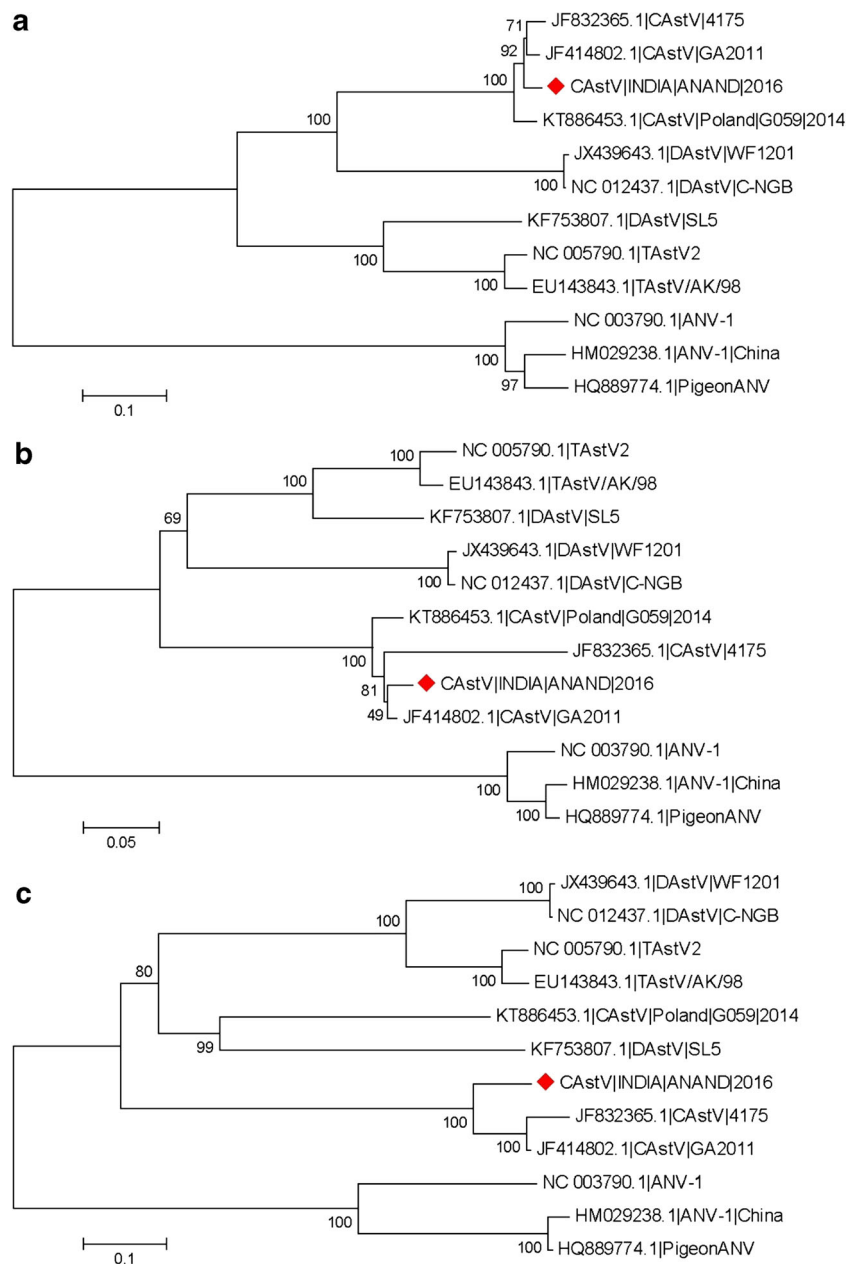 a
71
JF832365.1|CAstV|4175
92
JF414802.1|CAstV|GA2011
100
CAstV|INDIA|ANAND|2016
100
KT886453.1|CAstV|Poland|G059|2014
JX439643.1|DAstV|WF1201
100
NC 012437.1|DAstV|C-NGB
KF753807.1|DAstV|SL5
100
NC 005790.1|TAstV2
100
EU143843.1|TAstV/AK/98
NC 003790.1|ANV-1
100
HM029238.1|ANV-1|China
97
HQ889774.1|PigeonANV
0.1
b
100
NC 005790.1|TAstV2
100
EU143843.1|TAstV/AK/98
69
KF753807.1|DAstV|SL5
JX439643.1|DAstV|WF1201
100
NC 012437.1|DAstV|C-NGB
KT886453.1|CAstV|Poland|G059|2014
100
JF832365.1|CAstV|4175
81
CAstV|INDIA|ANAND|2016
49
JF414802.1|CAstV|GA2011
NC 003790.1|ANV-1
100
HM029238.1|ANV-1|China
100
HQ889774.1|PigeonANV
0.05
c
100
JX439643.1|DAstV|WF1201
100
NC 012437.1|DAstV|C-NGB
NC 005790.1|TAstV2
80
100
EU143843.1|TAstV/AK/98
KT886453.1|CAstV|Poland|G059|2014
99
KF753807.1|DAstV|SL5
CAstV|INDIA|ANAND|2016
100
JF832365.1|CAstV|4175
100
JF414802.1|CAstV|GA2011
NC 003790.1|ANV-1
100
HM029238.1|ANV-1|China
100
HQ889774.1|PigeonANV
0.1